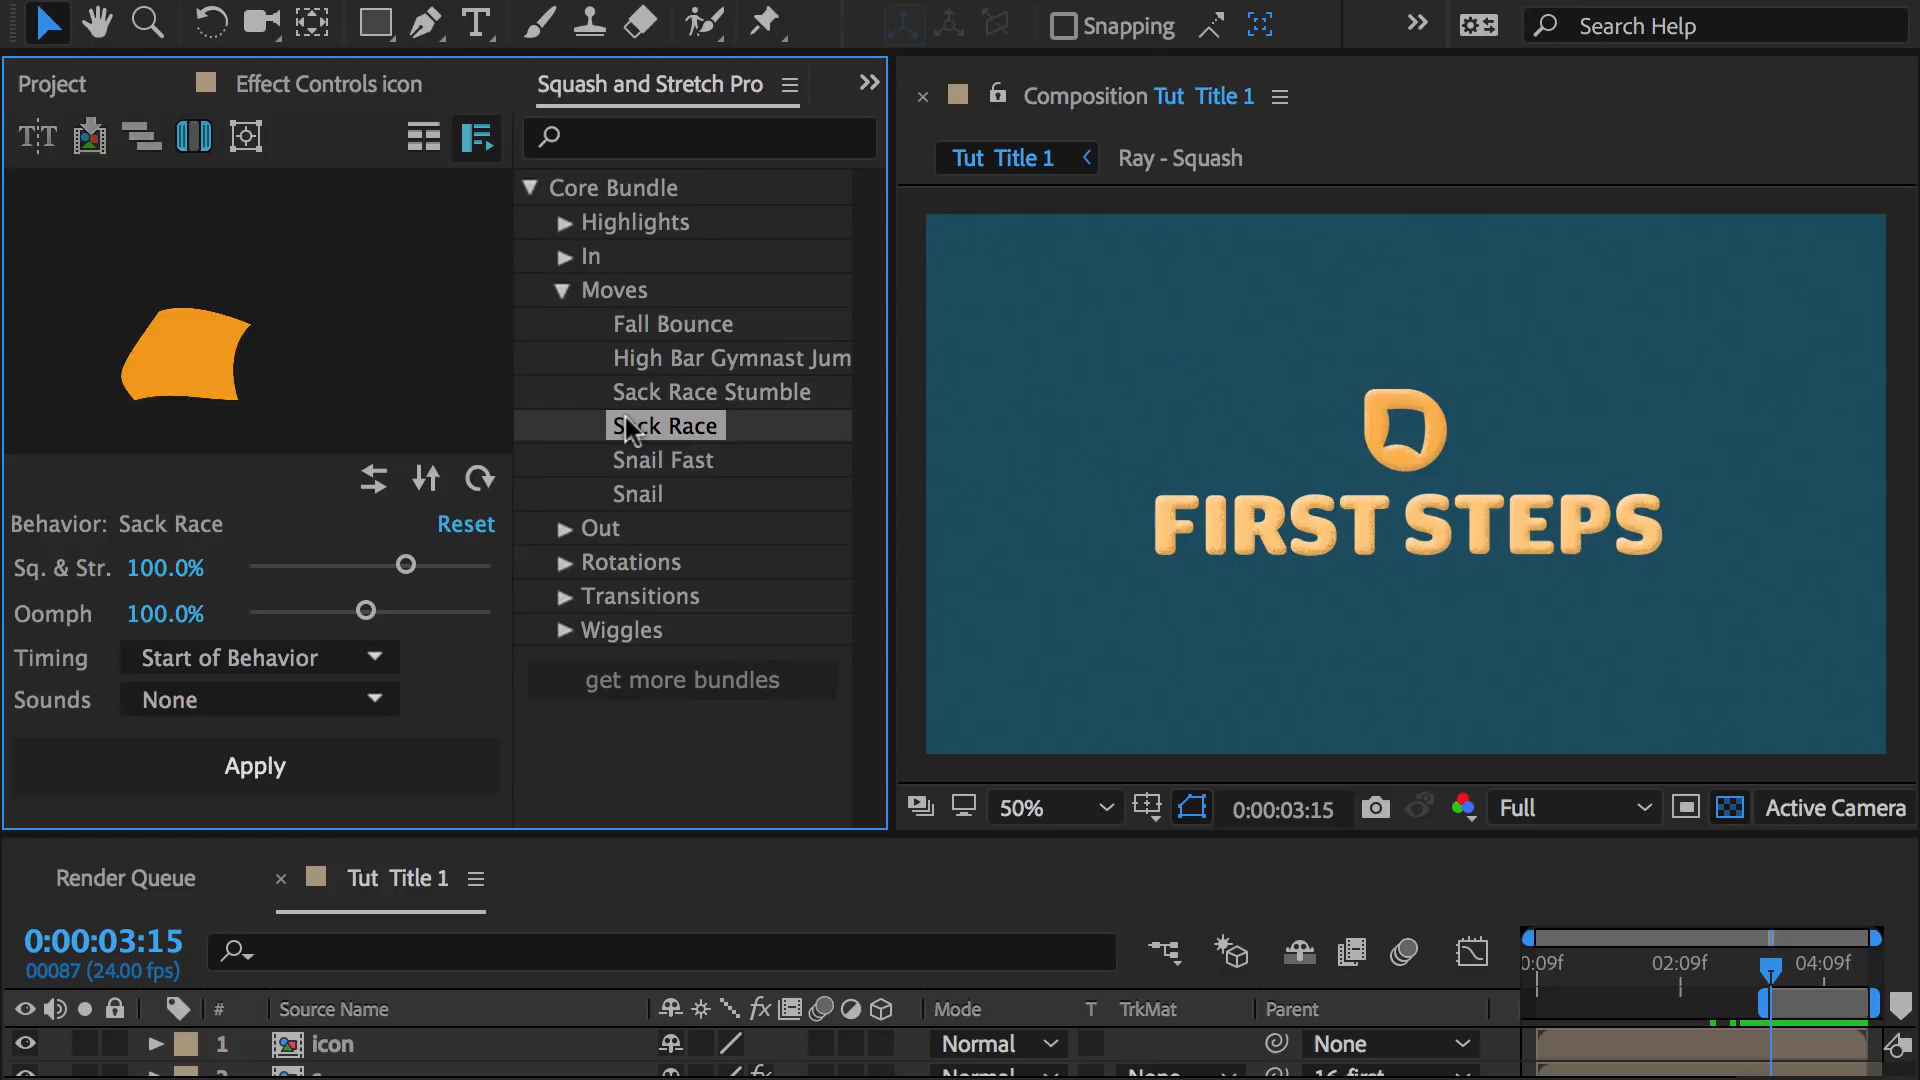 Snapping
Search Help
Project
Effect Controls icon
Squash and Stretch Pro
Composition Tut Title 1
Tut Title 1
Ray - Squash
Core Bundle
Highlights
In
Moves
Fall Bounce
High Bar Gymnast Jum
Sack Race Stumble
Sack Race
Snail Fast
Snail
Out
Rotations
Transitions
Wiggles
get more bundles
Behavior: Sack Race
Reset
Sq. & Str. 100.0%
Oomph 100.0%
Timing Start of Behavior
Sounds None
Apply
FIRST STEPS
50%
0:00:03:15
Full
Active Camera
Render Queue
Tut Title 1
0:00:03:15
00087 (24.00 fps)
0:09f
02:09f
04:09f
# Source Name
fx
Mode
T TrkMat
Parent
1 icon
Normal
None